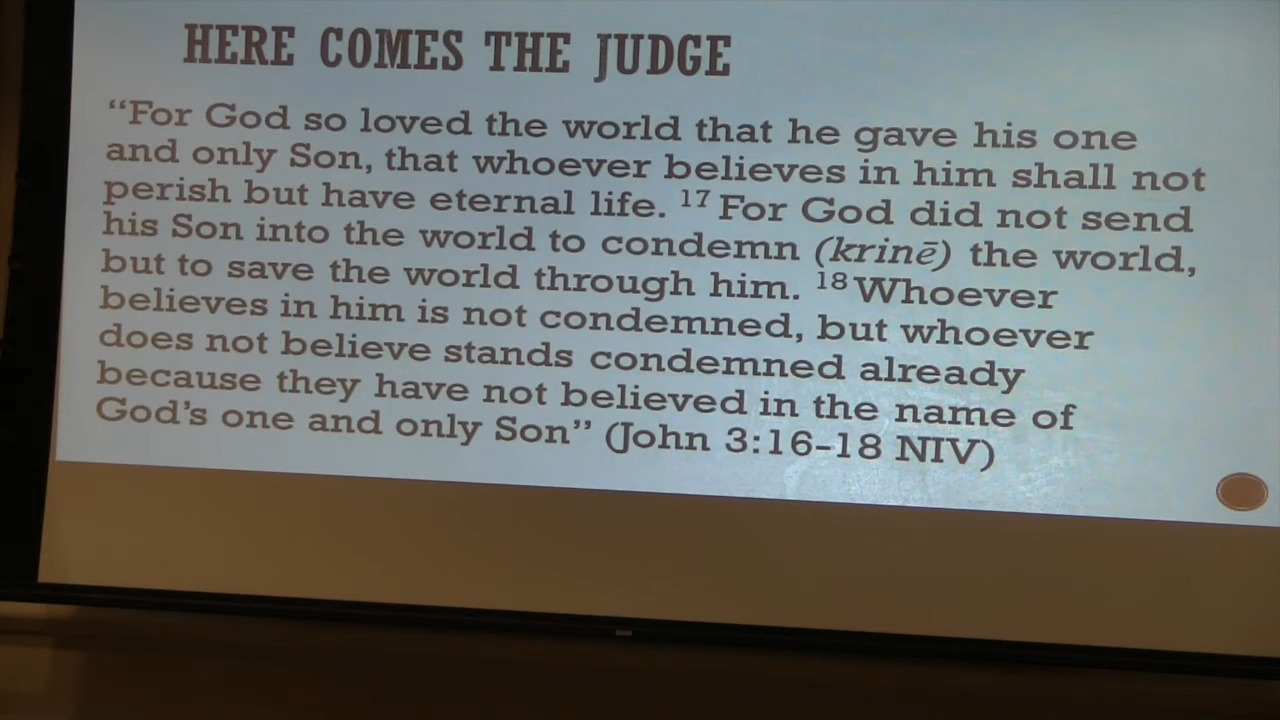 HERE COMES THE JUDGE
“For God so loved the world that he gave his one
and only Son, that whoever believes in him shall not
perish but have eternal life. ¹⁷ For God did not send
his Son into the world to condemn (krinē) the world,
but to save the world through him. ¹⁸ Whoever
believes in him is not condemned, but whoever
does not believe stands condemned already
because they have not believed in the name of
God’s one and only Son” (John 3:16–18 NIV)